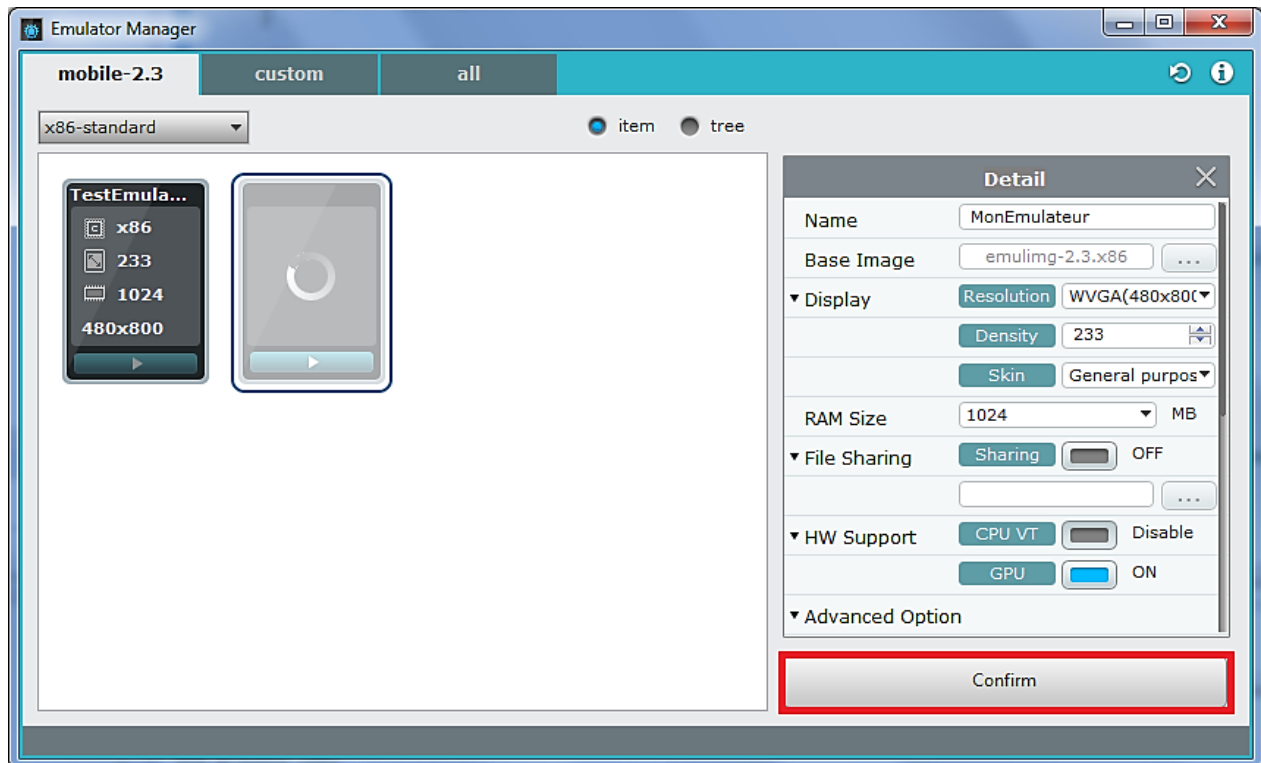 Emulator Manager
mobile-2.3 custom all
x86-standard item tree
TestEmula...
x86
233
1024
480x800
Detail
Name MonEmulateur
Base Image emulimg-2.3.x86 ...
Display Resolution WVGA(480x80(
Density 233
Skin General purpos
RAM Size 1024 MB
File Sharing Sharing OFF
...
HW Support CPU VT Disable
GPU ON
Advanced Option
Confirm